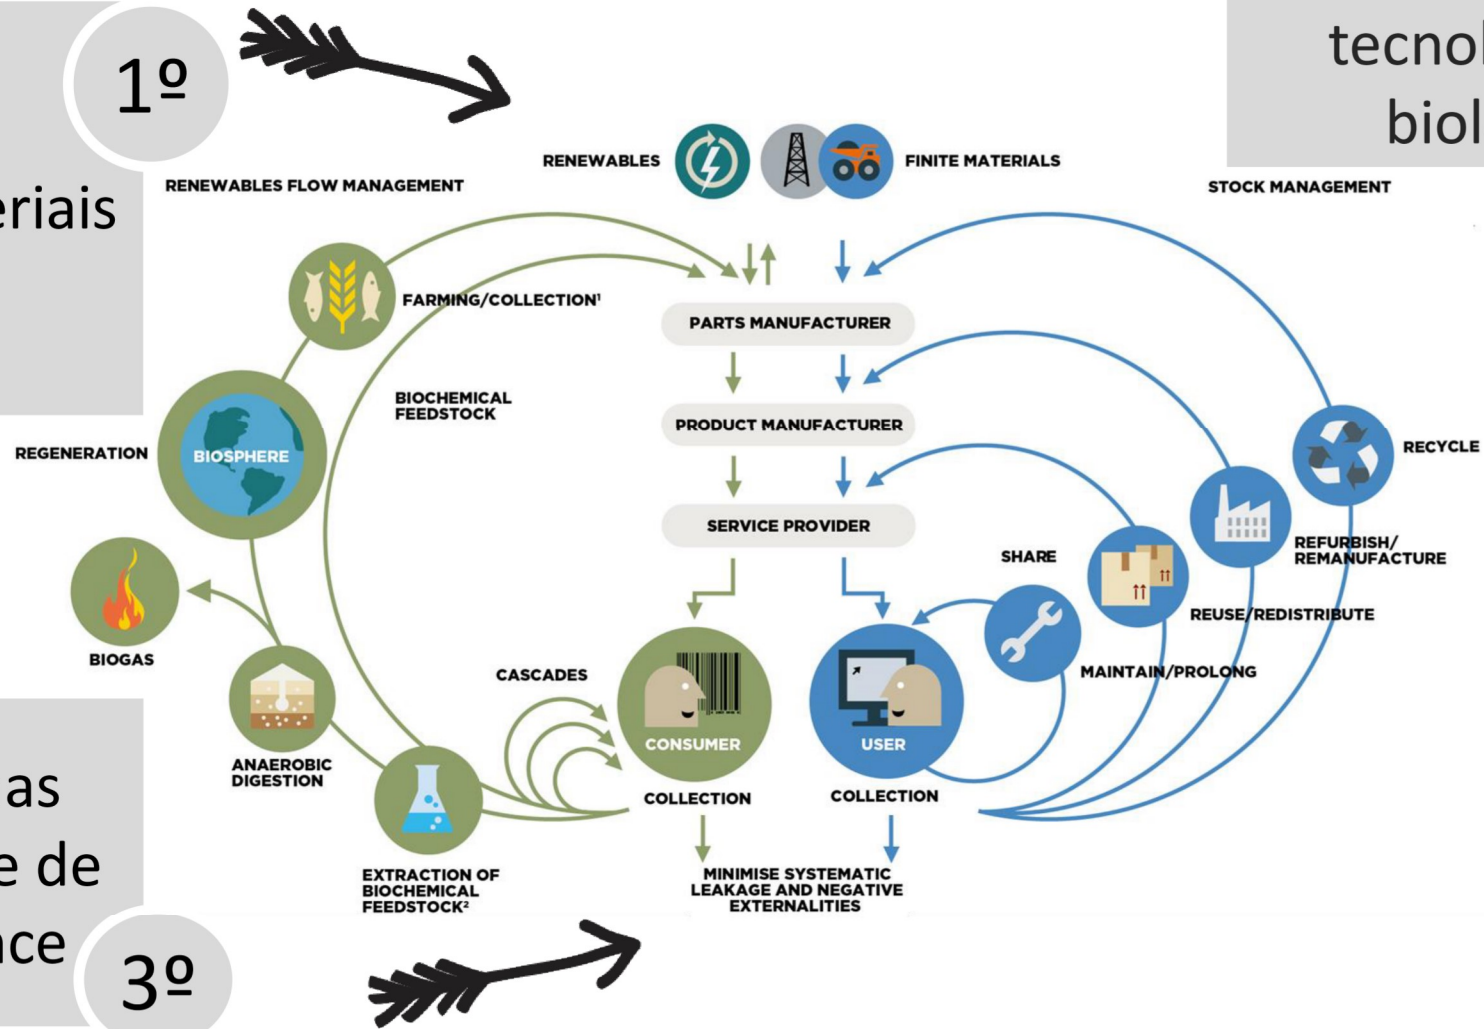 1º
tecnol
biol
eriais
RENEWABLES
FINITE MATERIALS
RENEWABLES FLOW MANAGEMENT
STOCK MANAGEMENT
FARMING/COLLECTION¹
PARTS MANUFACTURER
BIOCHEMICAL
FEEDSTOCK
PRODUCT MANUFACTURER
REGENERATION
BIOSPHERE
RECYCLE
SERVICE PROVIDER
SHARE
REFURBISH/
REMANUFACTURE
REUSE/REDISTRIBUTE
BIOGAS
CASCADES
MAINTAIN/PROLONG
CONSUMER
USER
ANAEROBIC
DIGESTION
COLLECTION
COLLECTION
as
e de
nce
EXTRACTION OF
BIOCHEMICAL
FEEDSTOCK²
MINIMISE SYSTEMATIC
LEAKAGE AND NEGATIVE
EXTERNALITIES
3º